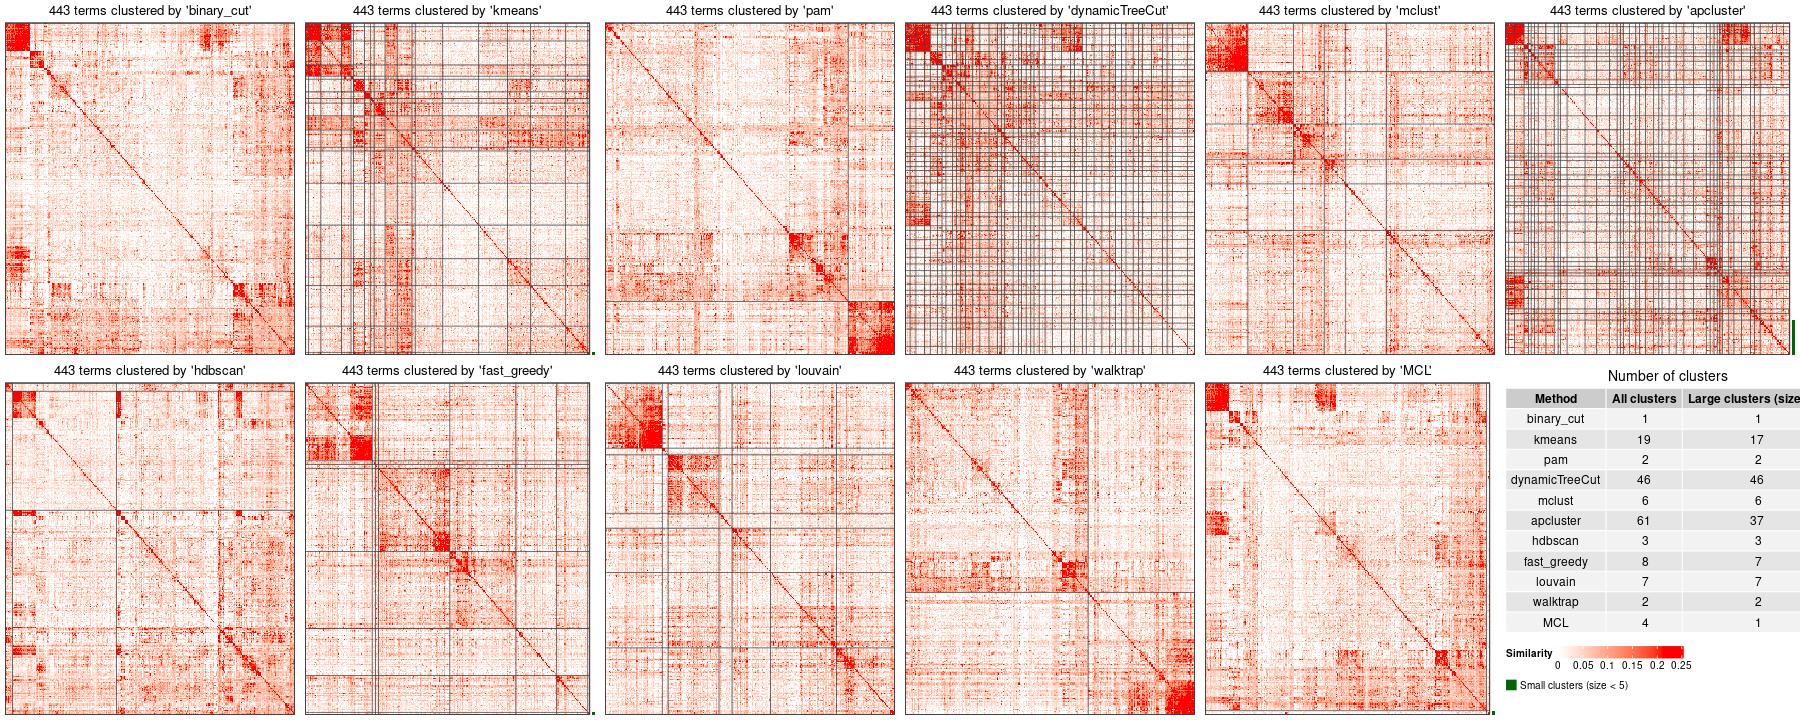 443 terms clustered by 'binary_cut'
443 terms clustered by 'kmeans'
443 terms clustered by 'pam'
443 terms clustered by 'dynamicTreeCut'
443 terms clustered by 'mclust'
443 terms clustered by 'apcluster'
443 terms clustered by 'hdbscan'
443 terms clustered by 'fast_greedy'
443 terms clustered by 'louvain'
443 terms clustered by 'walktrap'
443 terms clustered by 'MCL'
Number of clusters
Method All clusters Large clusters (size
binary_cut 1 1
kmeans 19 17
pam 2 2
dynamicTreeCut 46 46
mclust 6 6
apcluster 61 37
hdbscan 3 3
fast_greedy 8 7
louvain 7 7
walktrap 2 2
MCL 4 1
Similarity
0 0.05 0.1 0.15 0.2 0.25
Small clusters (size < 5)